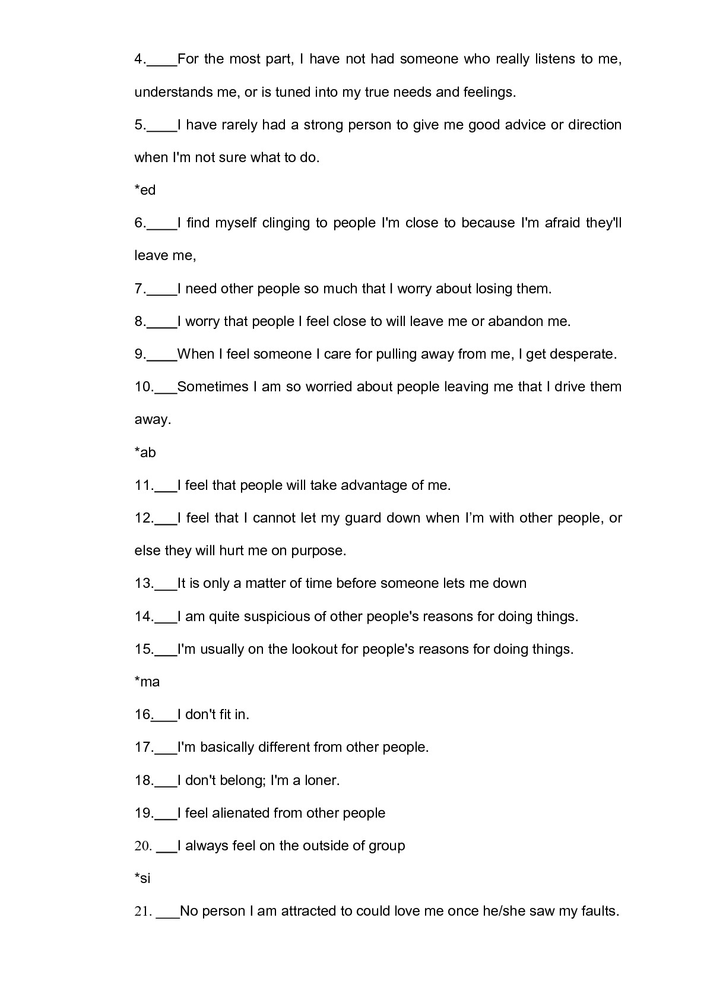 4.____For the most part, I have not had someone who really listens to me,
understands me, or is tuned into my true needs and feelings.
5.____I have rarely had a strong person to give me good advice or direction
when I'm not sure what to do.
*ed
6.____I find myself clinging to people I'm close to because I'm afraid they'll
leave me,
7.____I need other people so much that I worry about losing them.
8.____I worry that people I feel close to will leave me or abandon me.
9.____When I feel someone I care for pulling away from me, I get desperate.
10.___Sometimes I am so worried about people leaving me that I drive them
away.
*ab
11.___I feel that people will take advantage of me.
12.___I feel that I cannot let my guard down when I’m with other people, or
else they will hurt me on purpose.
13.___It is only a matter of time before someone lets me down
14.___I am quite suspicious of other people's reasons for doing things.
15.___I'm usually on the lookout for people's reasons for doing things.
*ma
16.___I don't fit in.
17.___I'm basically different from other people.
18.___I don't belong; I'm a loner.
19.___I feel alienated from other people
20. ___I always feel on the outside of group
*si
21. ___No person I am attracted to could love me once he/she saw my faults.